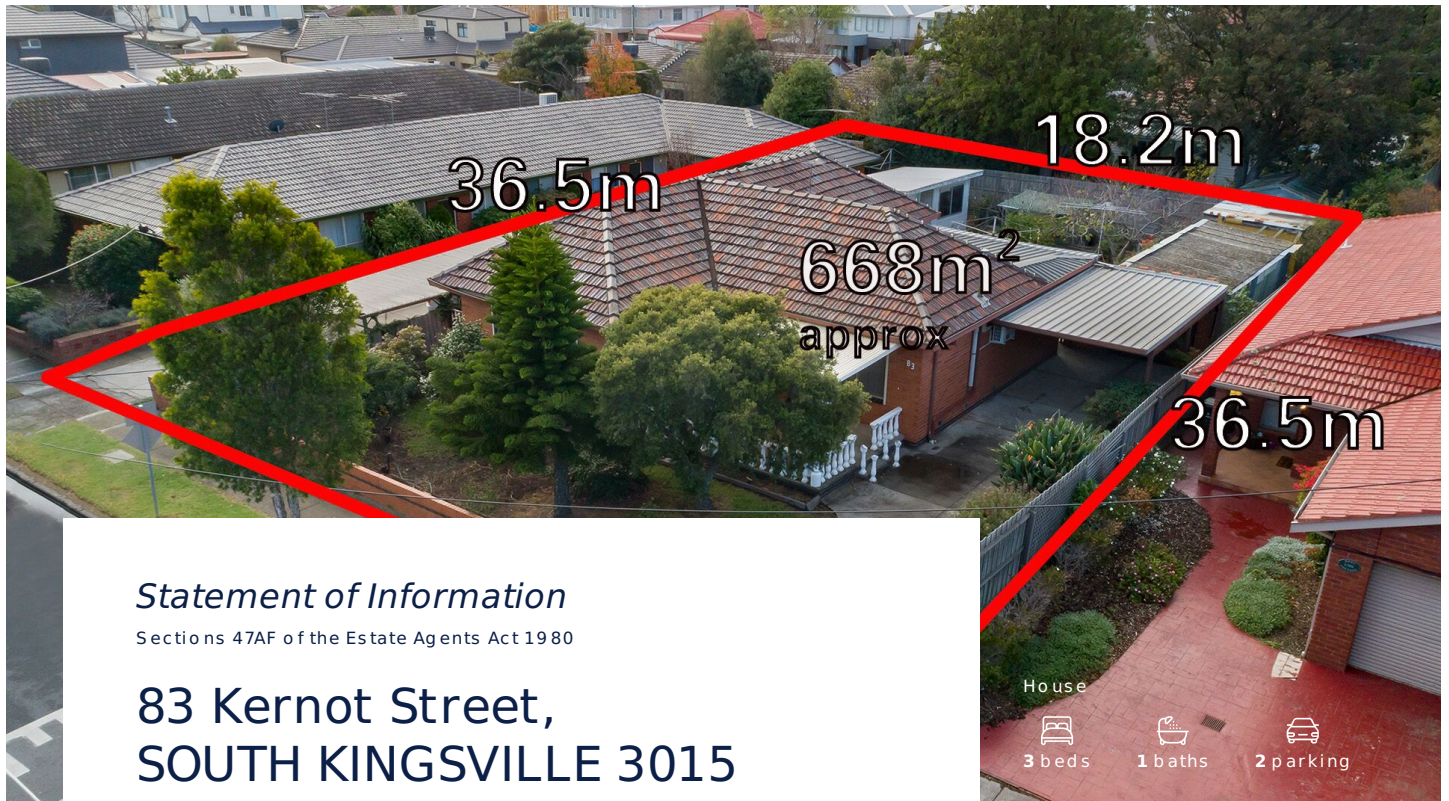 18.2m
36.5m
668m²
approx
83
36.5m
Statement of Information
Sections 47AF of the Estate Agents Act 1980
83 Kernot Street,
SOUTH KINGSVILLE 3015
House
3 beds 1 baths 2 parking